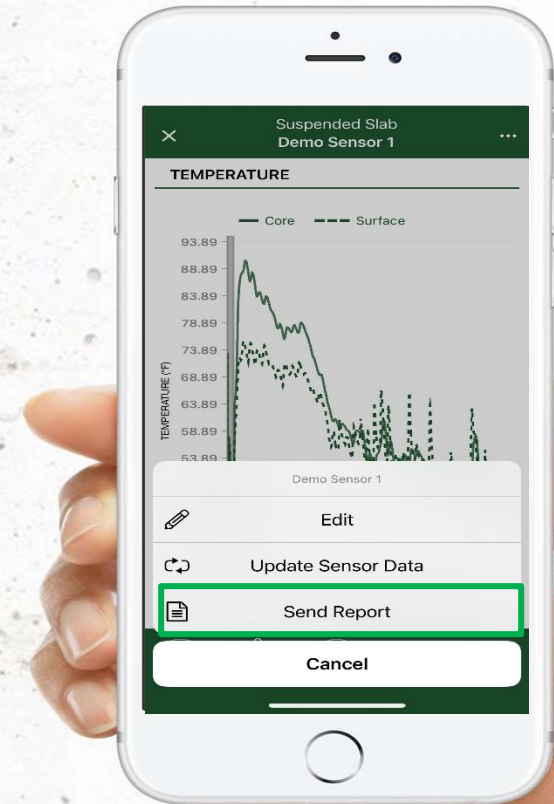 Suspended Slab
Demo Sensor 1
TEMPERATURE
Core Surface
93.89
88.89
83.89
78.89
73.89
68.89
63.89
58.89
53.89
TEMPERATURE (°F)
Demo Sensor 1
Edit
Update Sensor Data
Send Report
Cancel